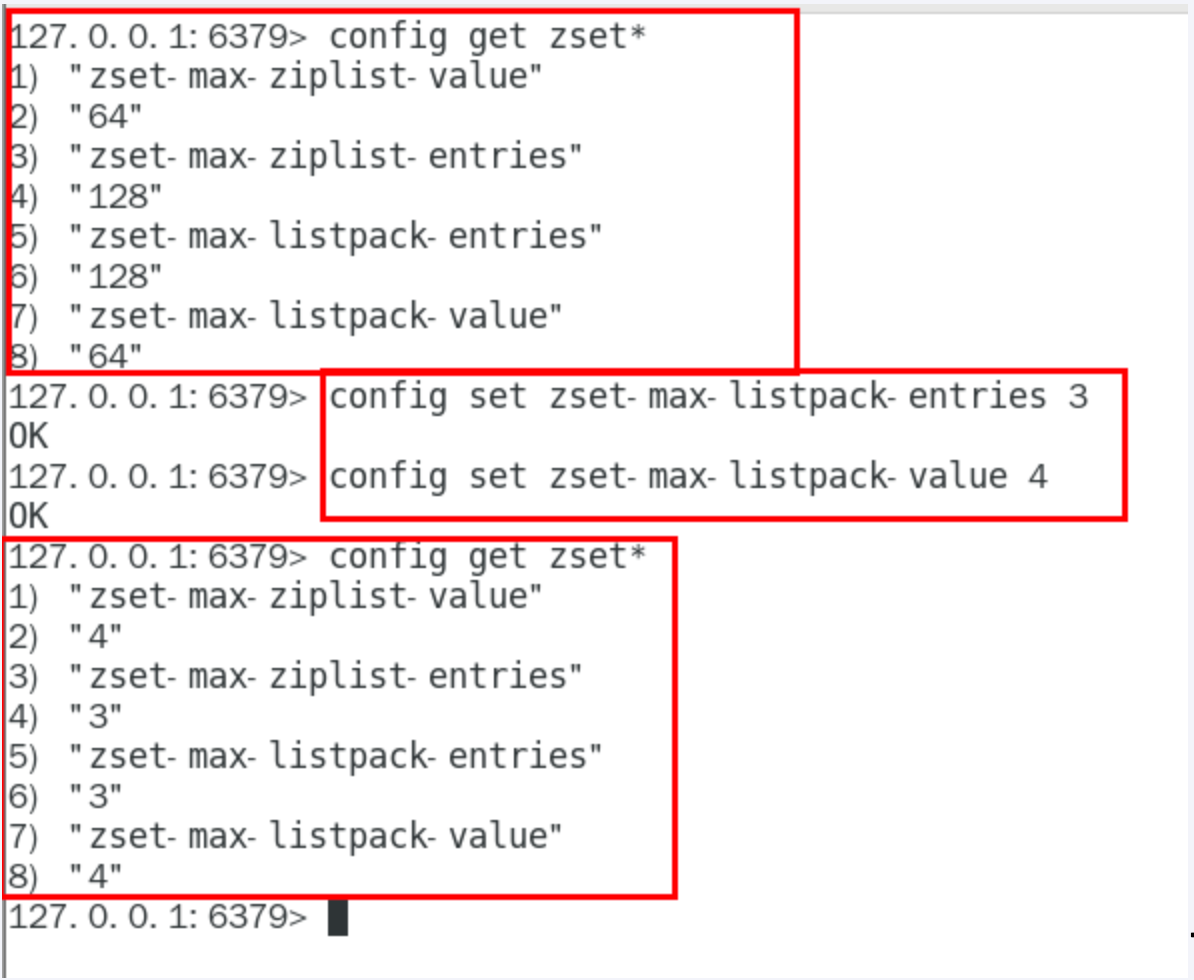 127.0.0.1:6379> config get zset*
1) "zset-max-ziplist-value"
2) "64"
3) "zset-max-ziplist-entries"
4) "128"
5) "zset-max-listpack-entries"
6) "128"
7) "zset-max-listpack-value"
8) "64"
127.0.0.1:6379> config set zset-max-listpack-entries 3
OK
127.0.0.1:6379> config set zset-max-listpack-value 4
OK
127.0.0.1:6379> config get zset*
1) "zset-max-ziplist-value"
2) "4"
3) "zset-max-ziplist-entries"
4) "3"
5) "zset-max-listpack-entries"
6) "3"
7) "zset-max-listpack-value"
8) "4"
127.0.0.1:6379>